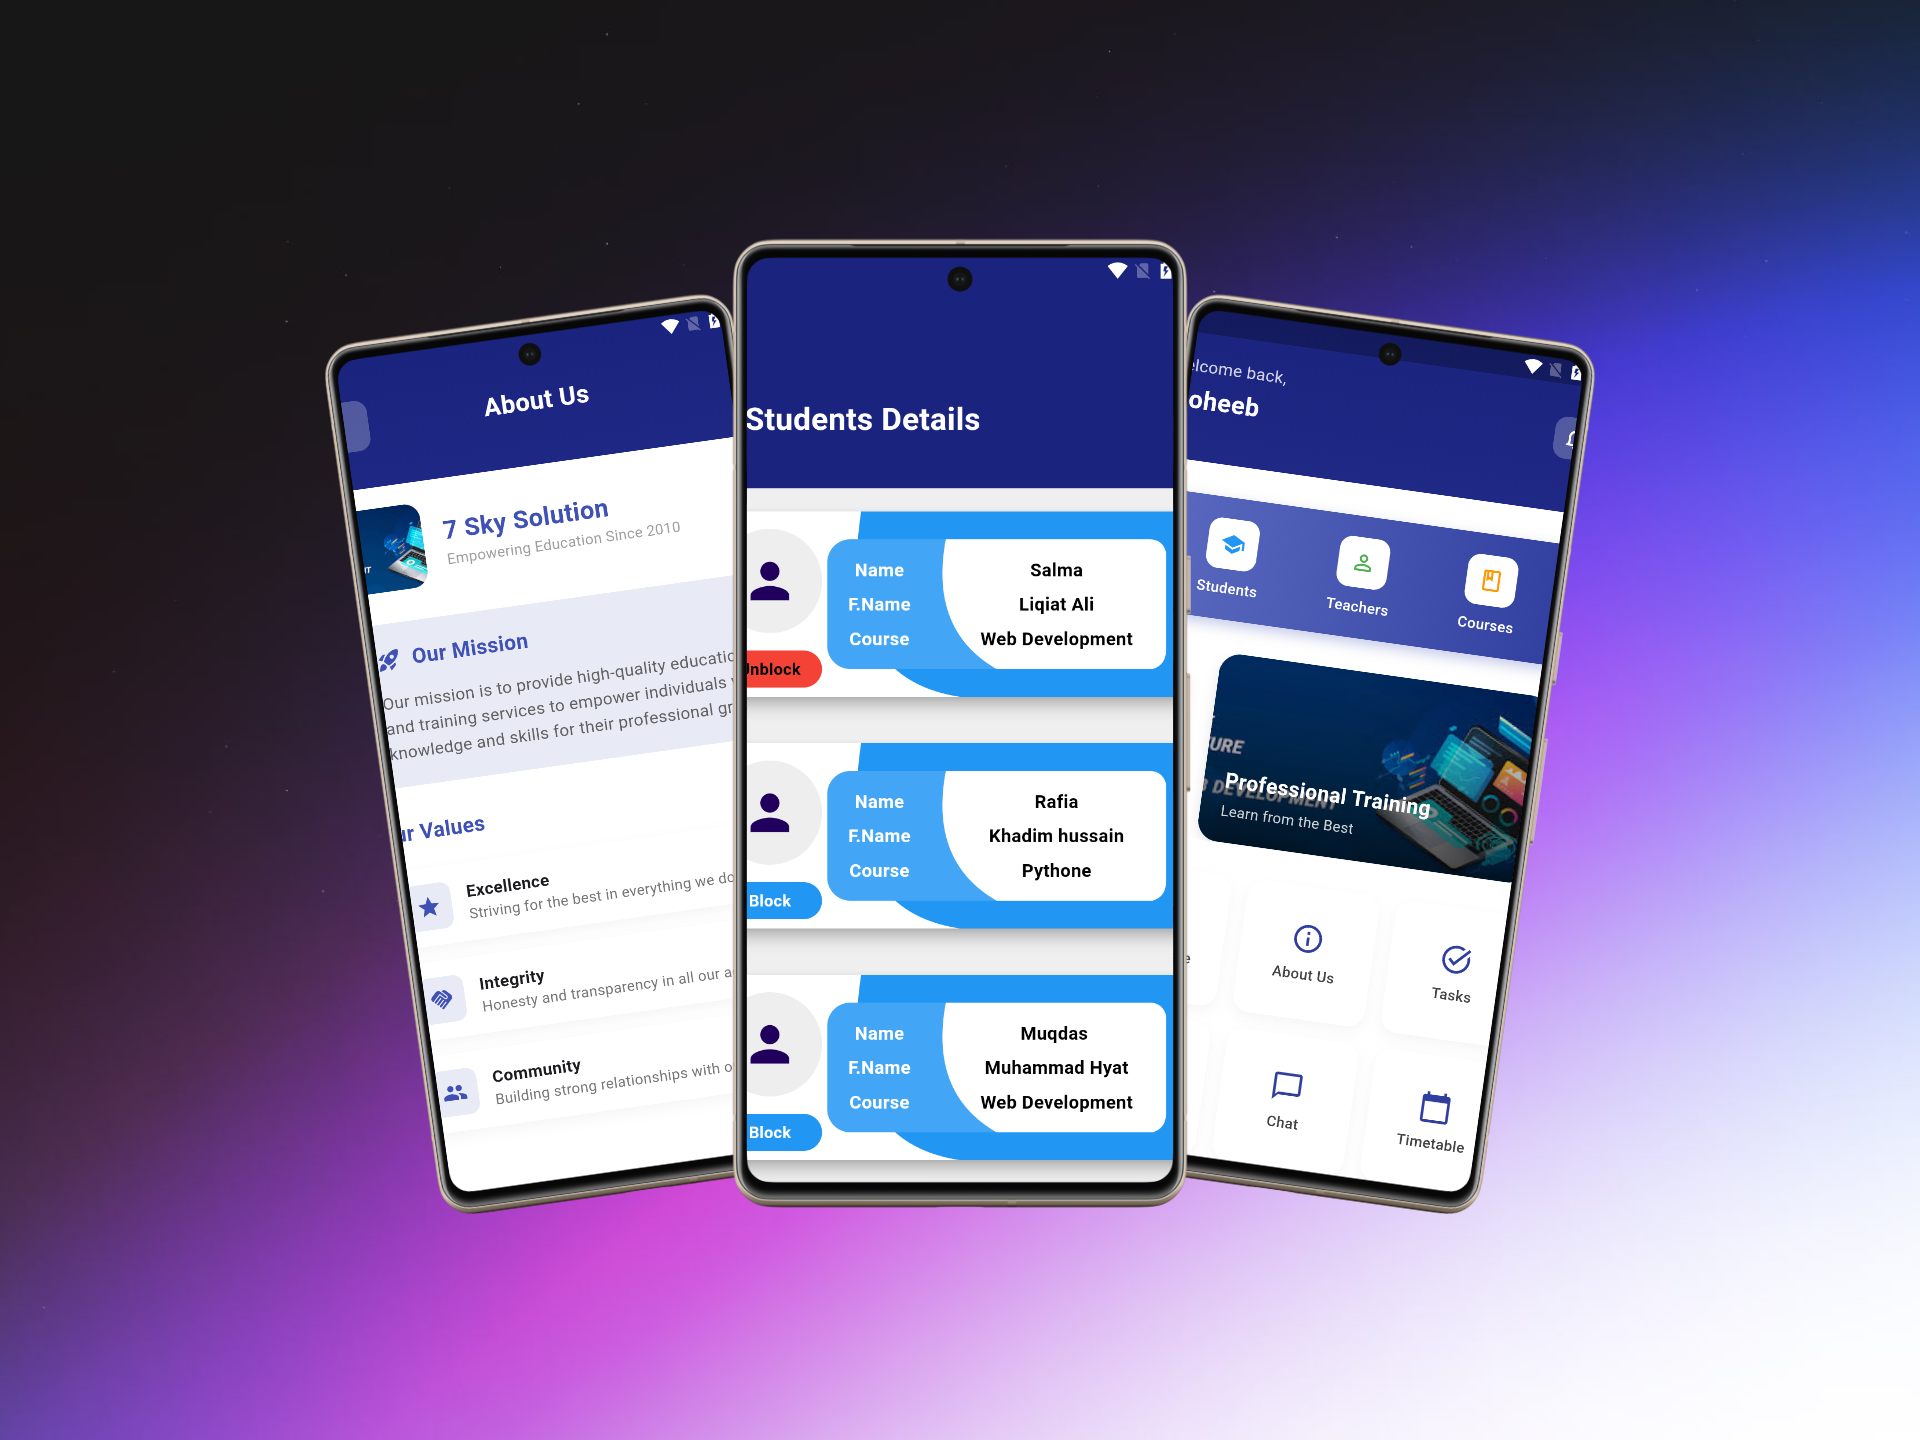 About Us
7 Sky Solution
Empowering Education Since 2010
Our Mission
Our mission is to provide high-quality educatio
and training services to empower individuals
knowledge and skills for their professional gr
ur Values
Excellence
Striving for the best in everything we do
Integrity
Honesty and transparency in all our a
Community
Building strong relationships with o
Students Details
Name Salma
F.Name Liqiat Ali
Course Web Development
Unblock
Name Rafia
F.Name Khadim hussain
Course Pythone
Block
Name Muqdas
F.Name Muhammad Hyat
Course Web Development
Block
elcome back,
oheeb
Students
Teachers
Courses
URE
DEVELOPMENT
Professional Training
Learn from the Best
e
About Us
Tasks
Chat
Timetable